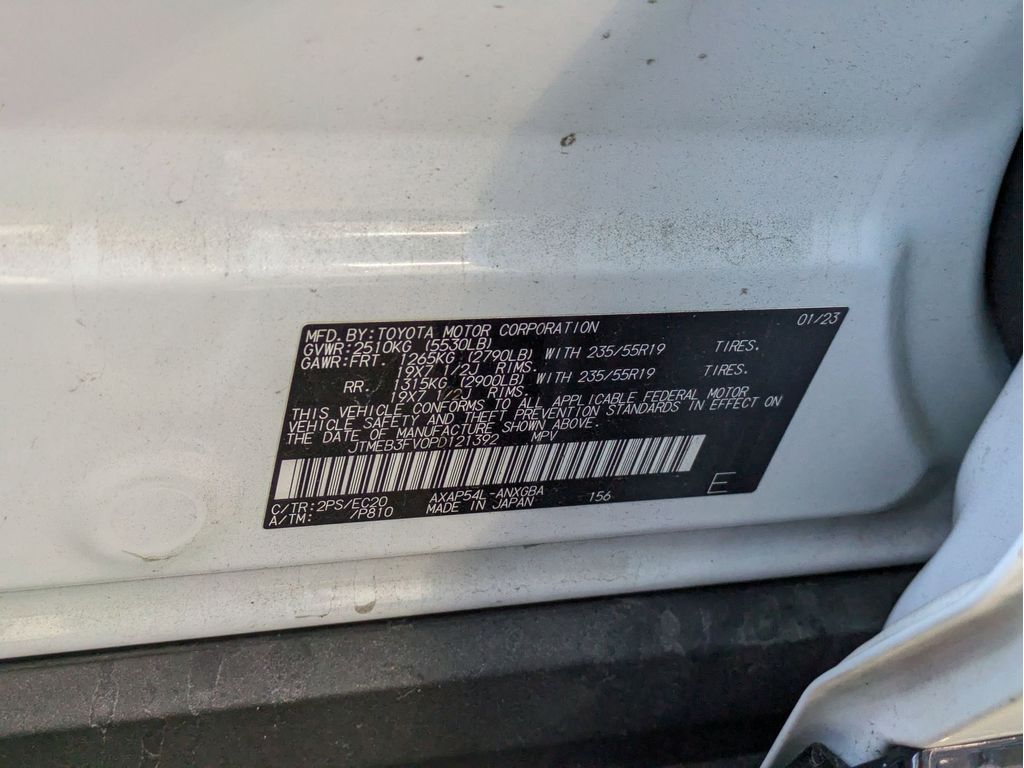 MFD. BY: TOYOTA MOTOR CORPORATION 01/23
GVWR: 2510KG (5530LB)
GAWR: FRT. 1265KG (2790LB) WITH 235/55R19 TIRES.
19X7 1/2J RIMS.
RR. 1315KG (2900LB) WITH 235/55R19 TIRES.
19X7 1/2J RIMS.
THIS VEHICLE CONFORMS TO ALL APPLICABLE FEDERAL MOTOR
VEHICLE SAFETY AND THEFT PREVENTION STANDARDS IN EFFECT ON
THE DATE OF MANUFACTURE SHOWN ABOVE.
JTMEB3FV0PD121392 MPV
C/TR: 2PS/EC20 AXAP54L-ANXGBA 156 E
A/TM: /P810 MADE IN JAPAN